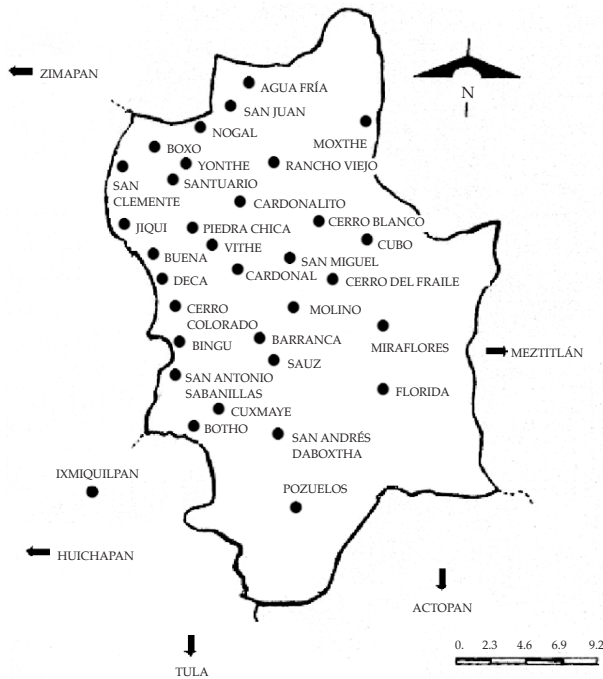 ZIMAPAN
AGUA FRÍA
SAN JUAN
N
NOGAL
MOXTHE
BOXO
YONTHE
RANCHO VIEJO
SAN
CLEMENTE
SANTUARIO
CARDONALITO
JIQUI
PIEDRA CHICA
CERRO BLANCO
VITHE
CUBO
BUENA
SAN MIGUEL
CARDONAL
DECA
CERRO DEL FRAILE
CERRO
COLORADO
MOLINO
BINGU
BARRANCA
MIRAFLORES
MEZTITLÁN
SAUZ
SAN ANTONIO
SABANILLAS
FLORIDA
CUXMAYE
BOTHO
SAN ANDRÉS
DABOXTHA
IXMIQUILPAN
POZUELOS
HUICHAPAN
ACTOPAN
TULA
0. 2.3 4.6 6.9 9.2